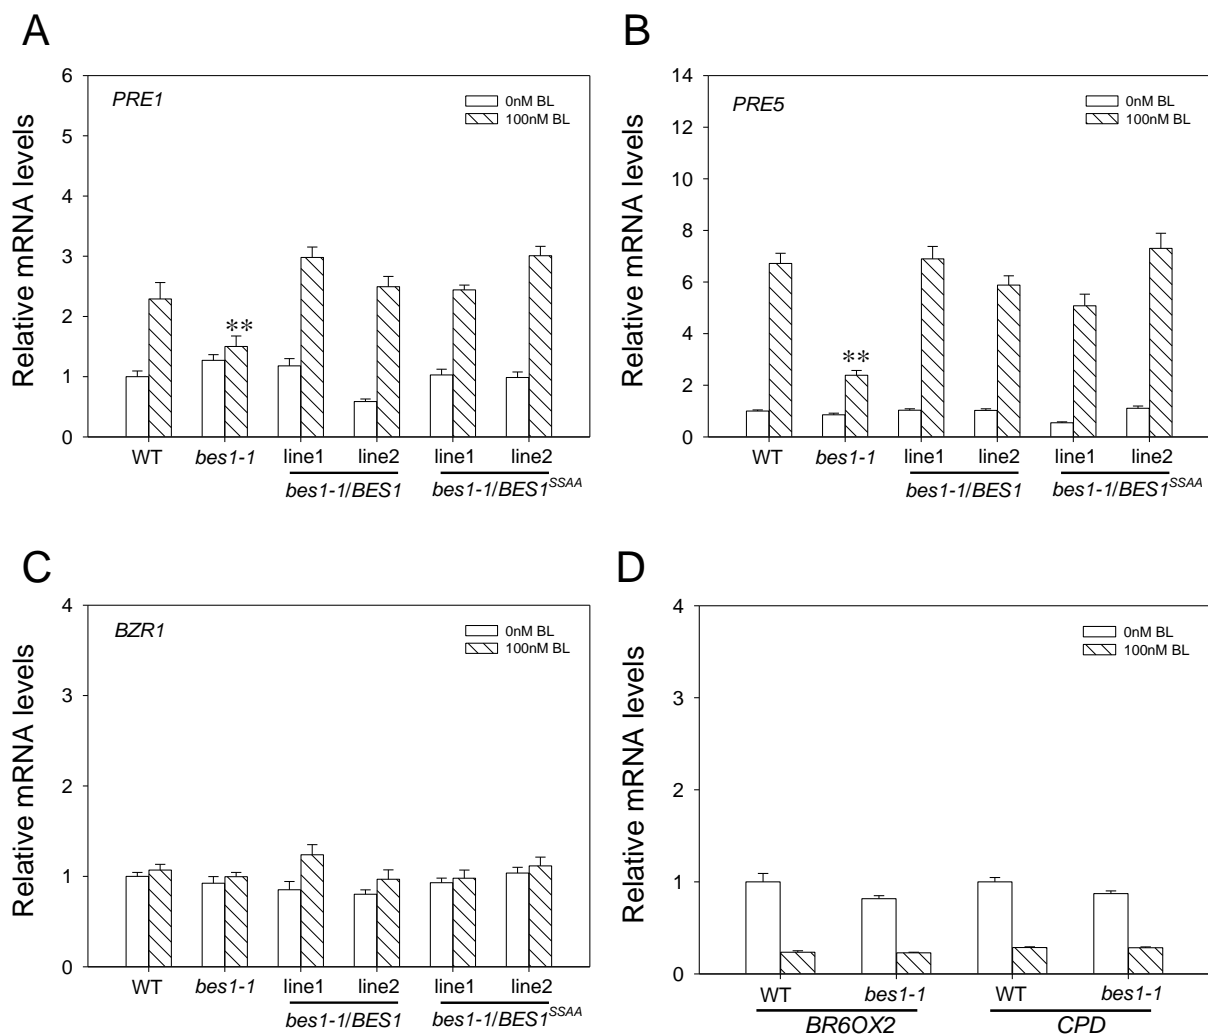 A
Relative mRNA levels
PRE1
0nM BL
100nM BL
6
5
4
3
2
1
0
**
WT bes1-1 line1 line2 line1 line2
bes1-1/BES1 bes1-1/BES1SSAA
B
Relative mRNA levels
PRE5
0nM BL
100nM BL
14
12
10
8
6
4
2
0
**
WT bes1-1 line1 line2 line1 line2
bes1-1/BES1 bes1-1/BES1SSAA
C
Relative mRNA levels
BZR1
0nM BL
100nM BL
4
3
2
1
0
WT bes1-1 line1 line2 line1 line2
bes1-1/BES1 bes1-1/BES1SSAA
D
Relative mRNA levels
0nM BL
100nM BL
4
3
2
1
0
WT bes1-1 WT bes1-1
BR6OX2 CPD